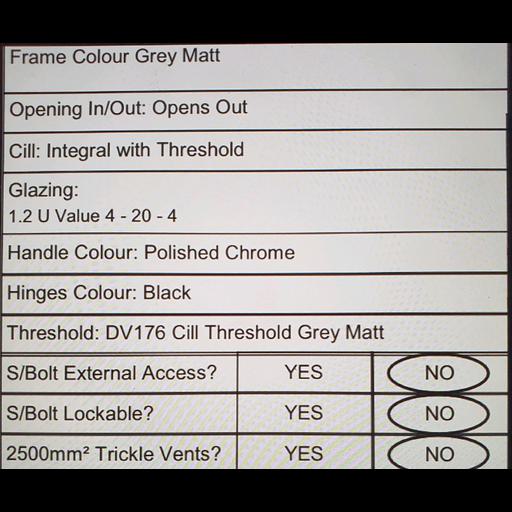 Frame Colour Grey Matt
Opening In/Out: Opens Out
Cill: Integral with Threshold
Glazing:
1.2 U Value 4 - 20 - 4
Handle Colour: Polished Chrome
Hinges Colour: Black
Threshold: DV176 Cill Threshold Grey Matt
S/Bolt External Access? YES NO
S/Bolt Lockable? YES NO
2500mm² Trickle Vents? YES NO